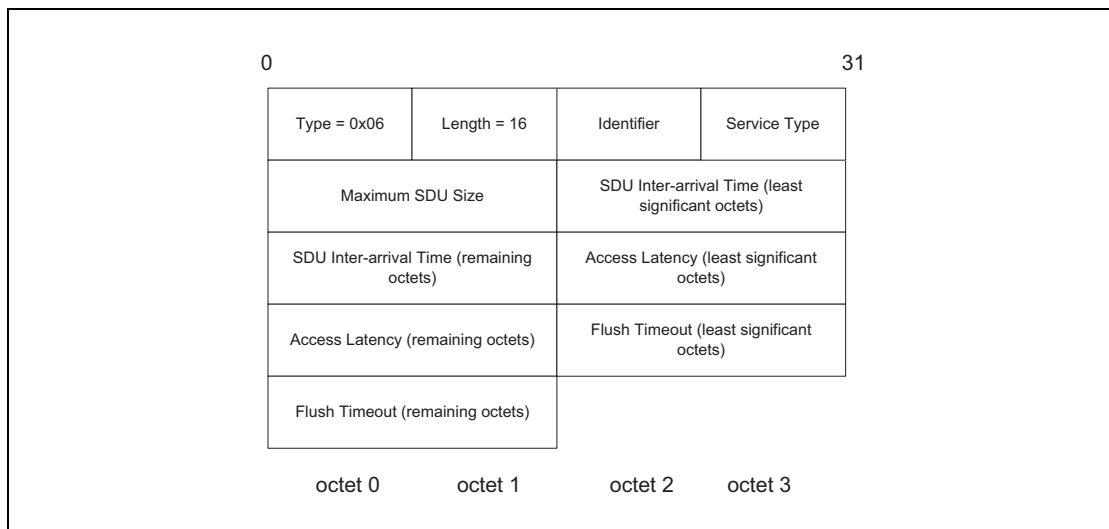 0
31
Type = 0x06
Length = 16
Identifier
Service Type
Maximum SDU Size
SDU Inter-arrival Time (least
significant octets)
SDU Inter-arrival Time (remaining
octets)
Access Latency (least significant
octets)
Access Latency (remaining octets)
Flush Timeout (least significant
octets)
Flush Timeout (remaining octets)
octet 0
octet 1
octet 2
octet 3